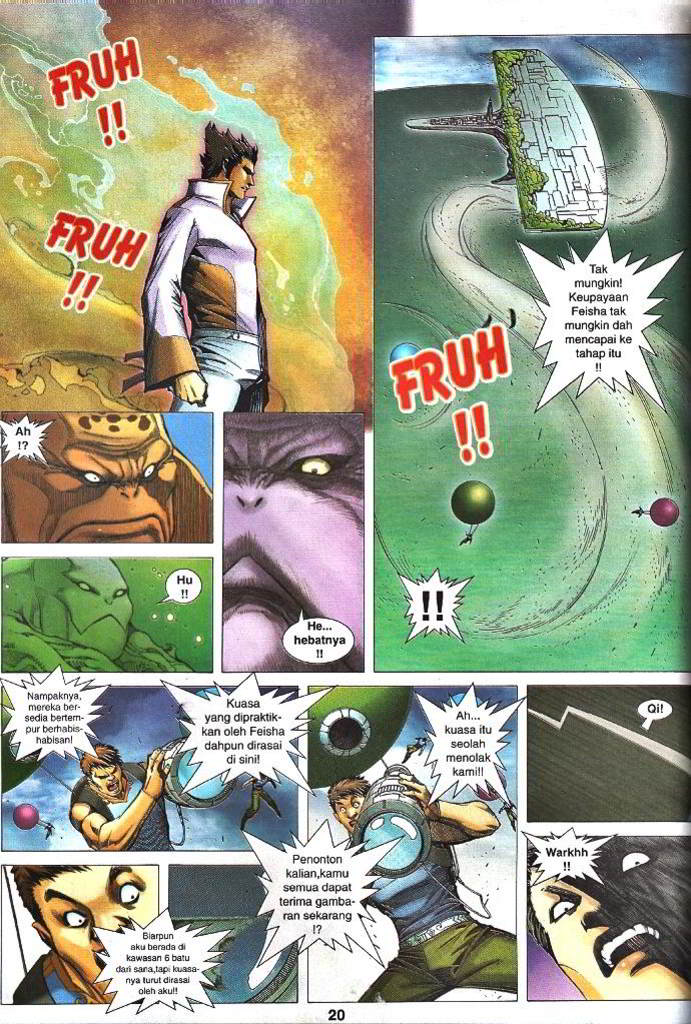 FRUH
!!
FRUH
!!
Tak
mungkin!
Keupayaan
Feisha tak
mungkin dah
mencapai ke
tahap itu
!!
FRUH
!!
!!
Ah
!?
Hu
!!
He...
hebatnya
!!
Nampaknya,
mereka ber-
sedia bertem-
pur berhabis-
habisan!
Kuasa
yang dipraktik-
kan oleh Feisha
dahpun dirasai
di sini!
Ah...
kuasa itu
seolah
menolak
kami!!
Qi!
Biarpun
aku berada di
kawasan 6 batu
dari sana,tapi kuasa-
nya turut dirasai
oleh aku!!
Penonton
kalian,kamu
semua dapat
terima gamba-
ran sekarang
!?
Warkhh
!!
20